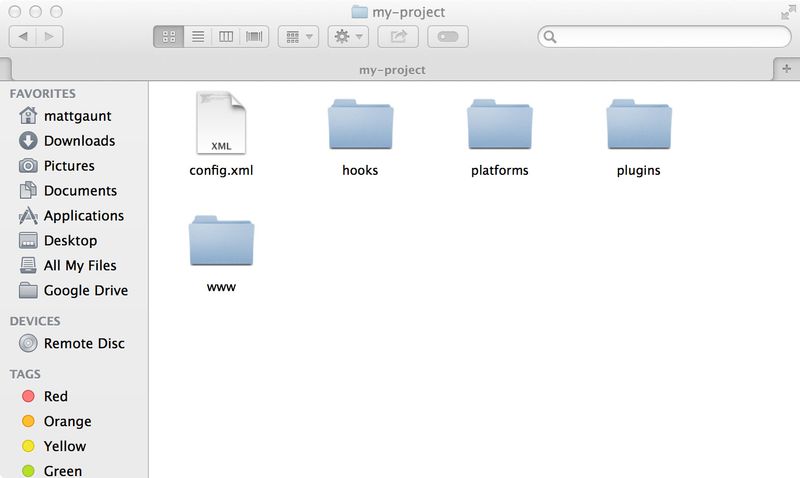 my-project
my-project
FAVORITES
mattgaunt
Downloads
Pictures
Documents
Applications
Desktop
All My Files
Google Drive
DEVICES
Remote Disc
TAGS
Red
Orange
Yellow
Green
XML
config.xml
hooks
platforms
plugins
www